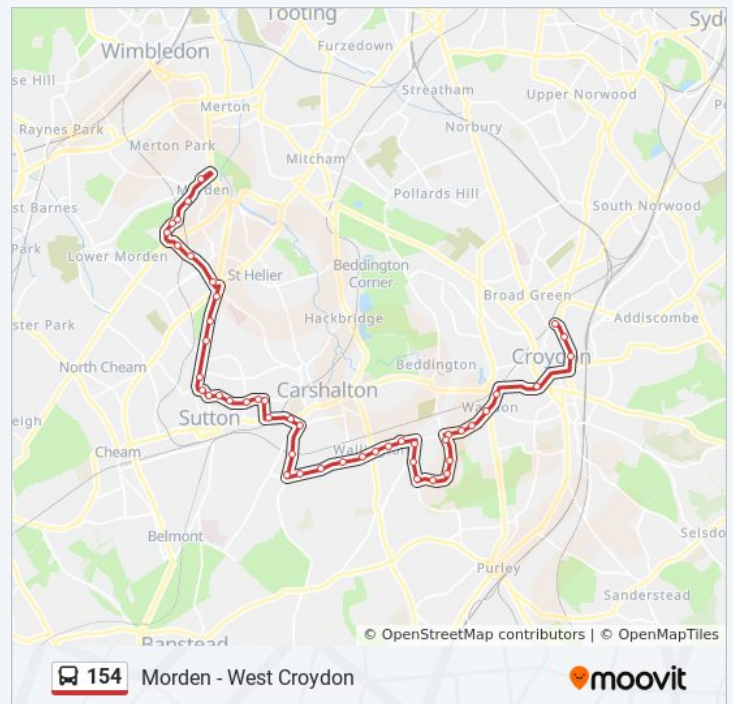 Tooting
Syd
Wimbledon
Furzedown
se Hill
Streatham
Upper Norwood
Merton
Raynes Park
Norbury
Merton Park
Mitcham
Morden
Pollards Hill
st Barnes
South Norwood
Park
Lower Morden
St Helier
Beddington
Corner
Broad Green
ster Park
Hackbridge
Addiscombe
North Cheam
Croydon
Beddington
Carshalton
eigh
Sutton
Waddon
Cheam
Wallington
Belmont
Selsdo
Purley
Sanderstead
Banstead
© OpenStreetMap contributors | © OpenMapTiles
154 Morden - West Croydon
moovit